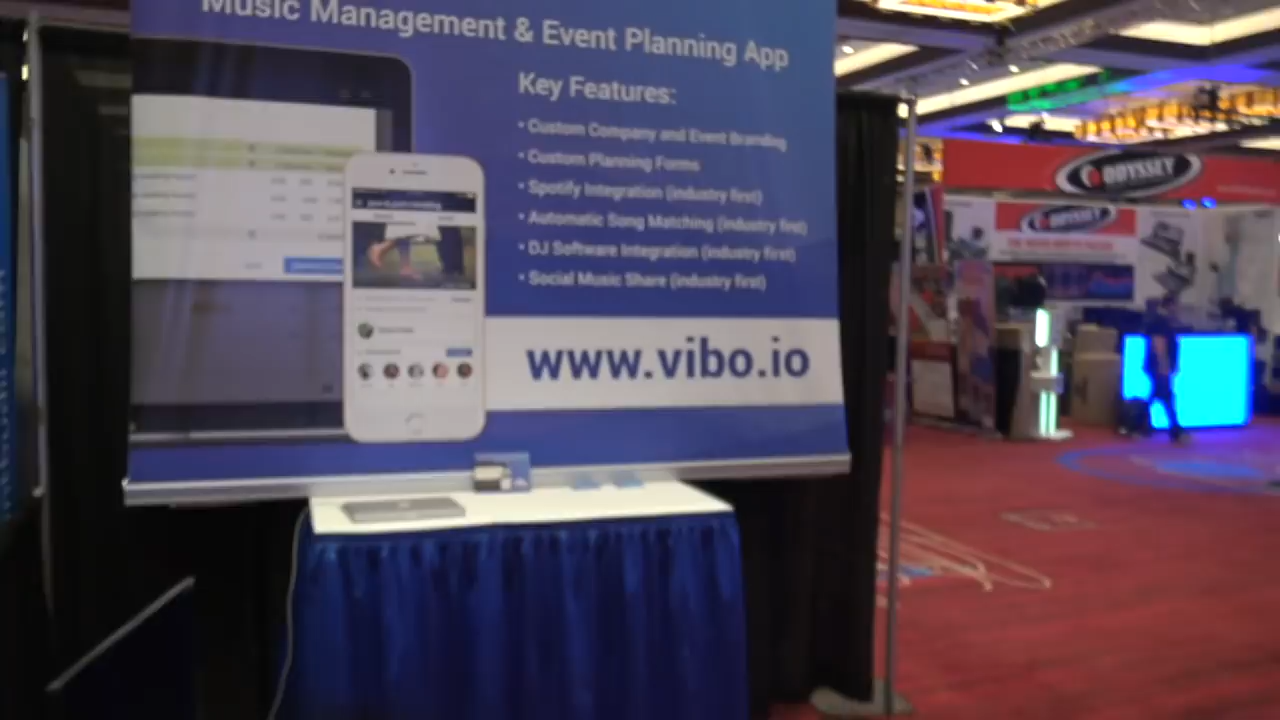 Music Management & Event Planning App
Key Features:
• Custom Company and Event Branding
• Custom Planning Forms
• Spotify Integration (industry first)
• Automatic Song Matching (industry first)
• DJ Software Integration (industry first)
• Social Music Share (industry first)
www.vibo.io
ODYSSEY
ODYSSEY